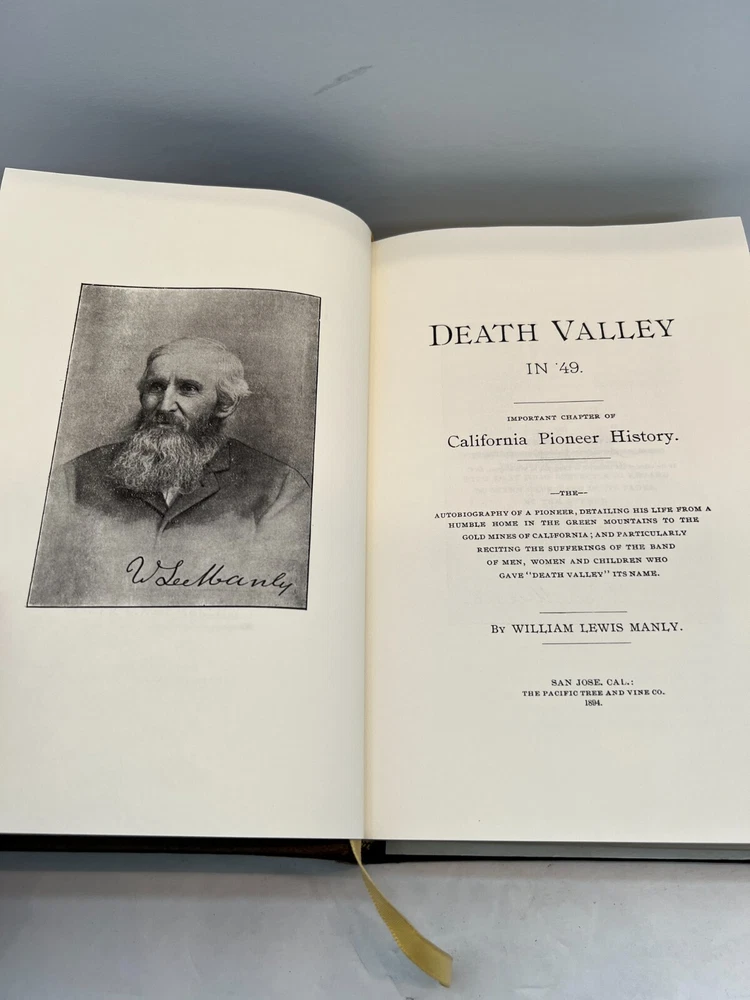 W Lee Manly
DEATH VALLEY
IN '49.
IMPORTANT CHAPTER OF
California Pioneer History.
—THE—
AUTOBIOGRAPHY OF A PIONEER, DETAILING HIS LIFE FROM A
HUMBLE HOME IN THE GREEN MOUNTAINS TO THE
GOLD MINES OF CALIFORNIA; AND PARTICULARLY
RECITING THE SUFFERINGS OF THE BAND
OF MEN, WOMEN AND CHILDREN WHO
GAVE "DEATH VALLEY" ITS NAME.
BY WILLIAM LEWIS MANLY.
SAN JOSE, CAL.:
THE PACIFIC TREE AND VINE CO.
1894.